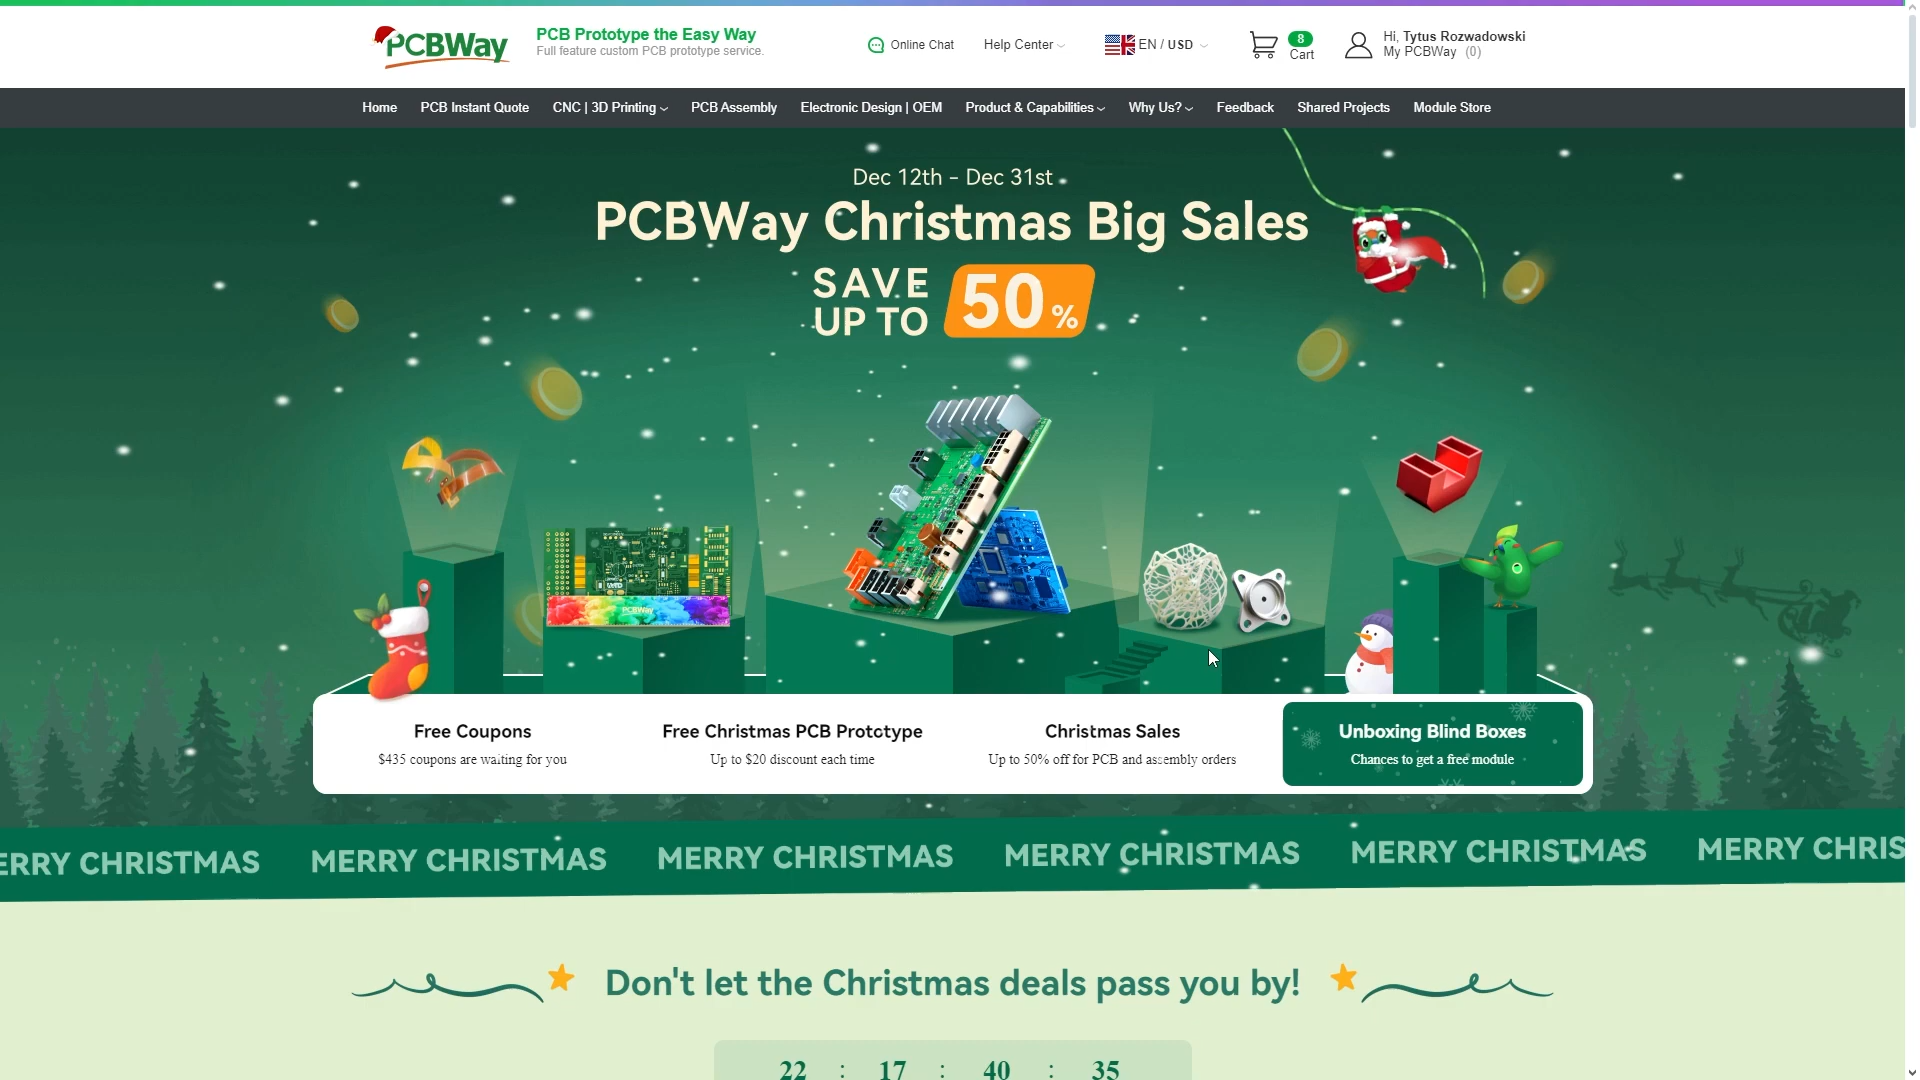 PCBWay
PCB Prototype the Easy Way
Full feature custom PCB prototype service.
Online Chat
Help Center
EN / USD
8
Cart
Hi, Tytus Rozwadowski
My PCBWay (0)
Home
PCB Instant Quote
CNC | 3D Printing
PCB Assembly
Electronic Design | OEM
Product & Capabilities
Why Us?
Feedback
Shared Projects
Module Store
Dec 12th - Dec 31st
PCBWay Christmas Big Sales
SAVE
UP TO
50%
PCBWay
Free Coupons
$435 coupons are waiting for you
Free Christmas PCB Prototype
Up to $20 discount each time
Christmas Sales
Up to 50% off for PCB and assembly orders
Unboxing Blind Boxes
Chances to get a free module
ERRY CHRISTMAS MERRY CHRISTMAS MERRY CHRISTMAS MERRY CHRISTMAS MERRY CHRISTMAS MERRY CHRIS
Don't let the Christmas deals pass you by!
22 : 17 : 40 : 35